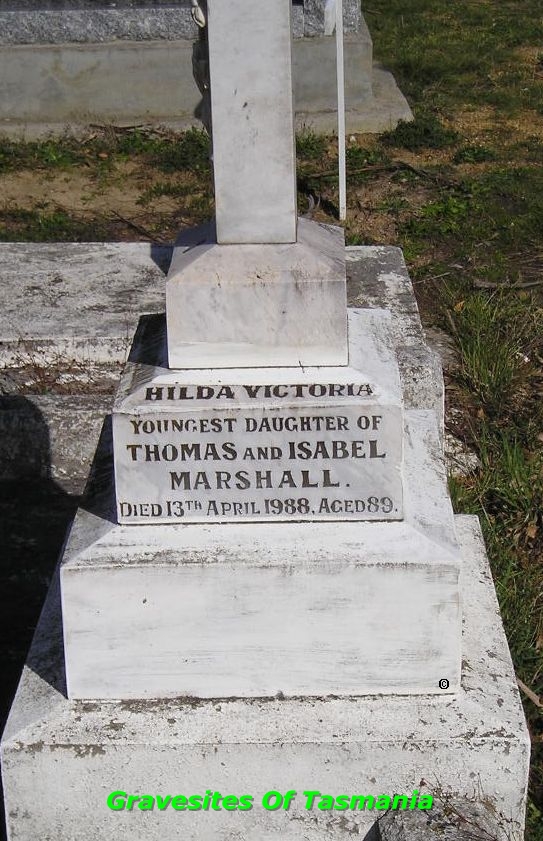 HILDA VICTORIA
YOUNGEST DAUGHTER OF
THOMAS AND ISABEL
MARSHALL.
DIED 13TH APRIL 1988, AGED 89.
©
Gravesites Of Tasmania